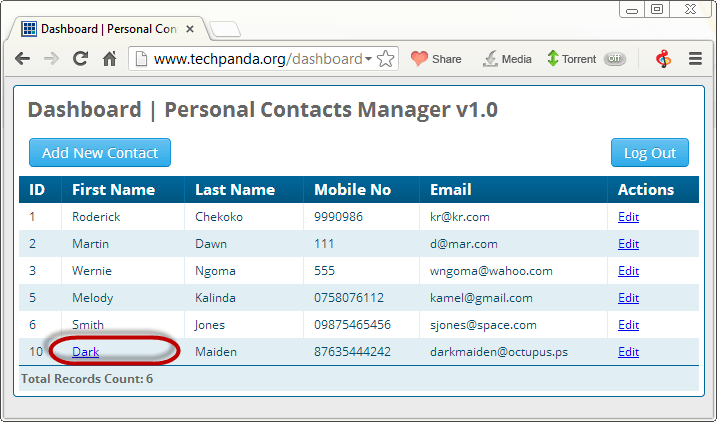 Dashboard | Personal Con
www.techpanda.org/dashboard Share Media Torrent Off
Dashboard | Personal Contacts Manager v1.0
Add New Contact Log Out
ID First Name Last Name Mobile No Email Actions
1 Roderick Chekoko 9990986 kr@kr.com Edit
2 Martin Dawn 111 d@mar.com Edit
3 Wernie Ngoma 555 wngoma@wahoo.com Edit
5 Melody Kalinda 0758076112 kamel@gmail.com Edit
6 Smith Jones 09875465456 sjones@space.com Edit
10 Dark Maiden 87635444242 darkmaiden@octupus.ps Edit
Total Records Count: 6